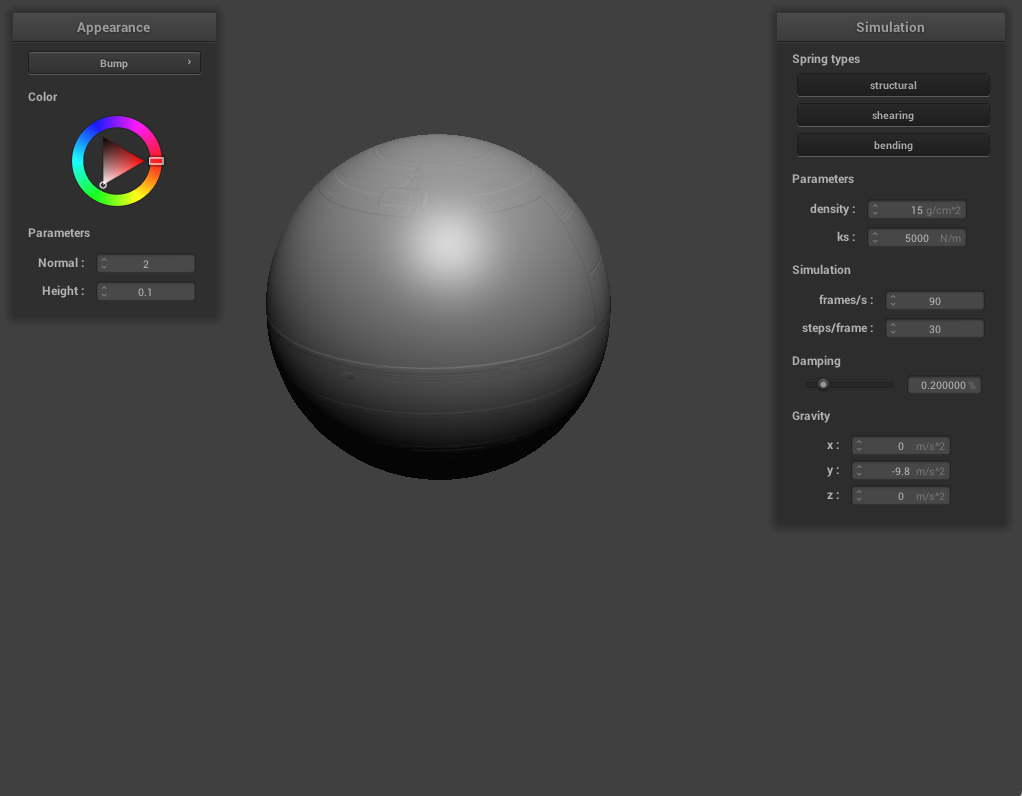 Appearance
Bump
Color
Parameters
Normal : 2
Height : 0.1
Simulation
Spring types
structural
shearing
bending
Parameters
density : 15 g/cm^2
ks : 5000 N/m
Simulation
frames/s : 90
steps/frame : 30
Damping
0.200000 %
Gravity
x : 0 m/s^2
y : -9.8 m/s^2
z : 0 m/s^2